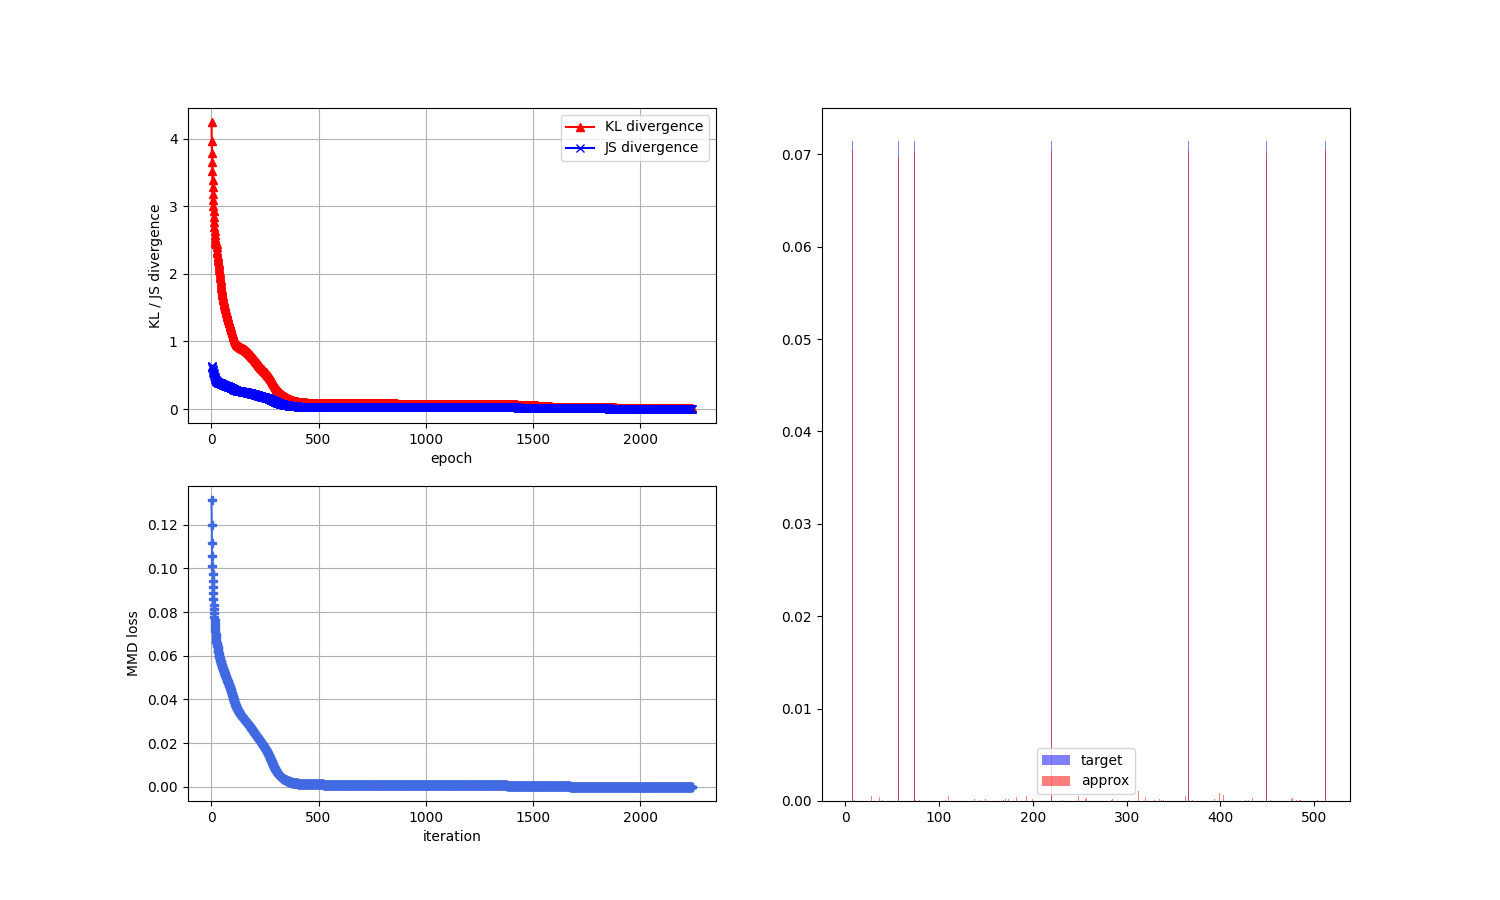 KL / JS divergence
4
3
2
1
0
KL divergence
JS divergence
0 500 1000 1500 2000
epoch
MMD loss
0.12
0.10
0.08
0.06
0.04
0.02
0.00
0 500 1000 1500 2000
iteration
0.07
0.06
0.05
0.04
0.03
0.02
0.01
0.00
target
approx
0 100 200 300 400 500